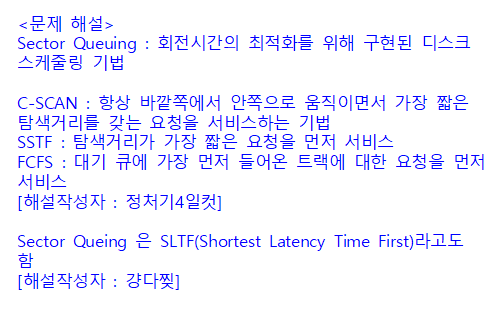 <문제 해설>
Sector Queuing : 회전시간의 최적화를 위해 구현된 디스크
스케줄링 기법

C-SCAN : 항상 바깥쪽에서 안쪽으로 움직이면서 가장 짧은
탐색거리를 갖는 요청을 서비스하는 기법
SSTF : 탐색거리가 가장 짧은 요청을 먼저 서비스
FCFS : 대기 큐에 가장 먼저 들어온 트랙에 대한 요청을 먼저
서비스
[해설작성자 : 정처기4일컷]

Sector Queing 은 SLTF(Shortest Latency Time First)라고도
함
[해설작성자 : 걍다찢]